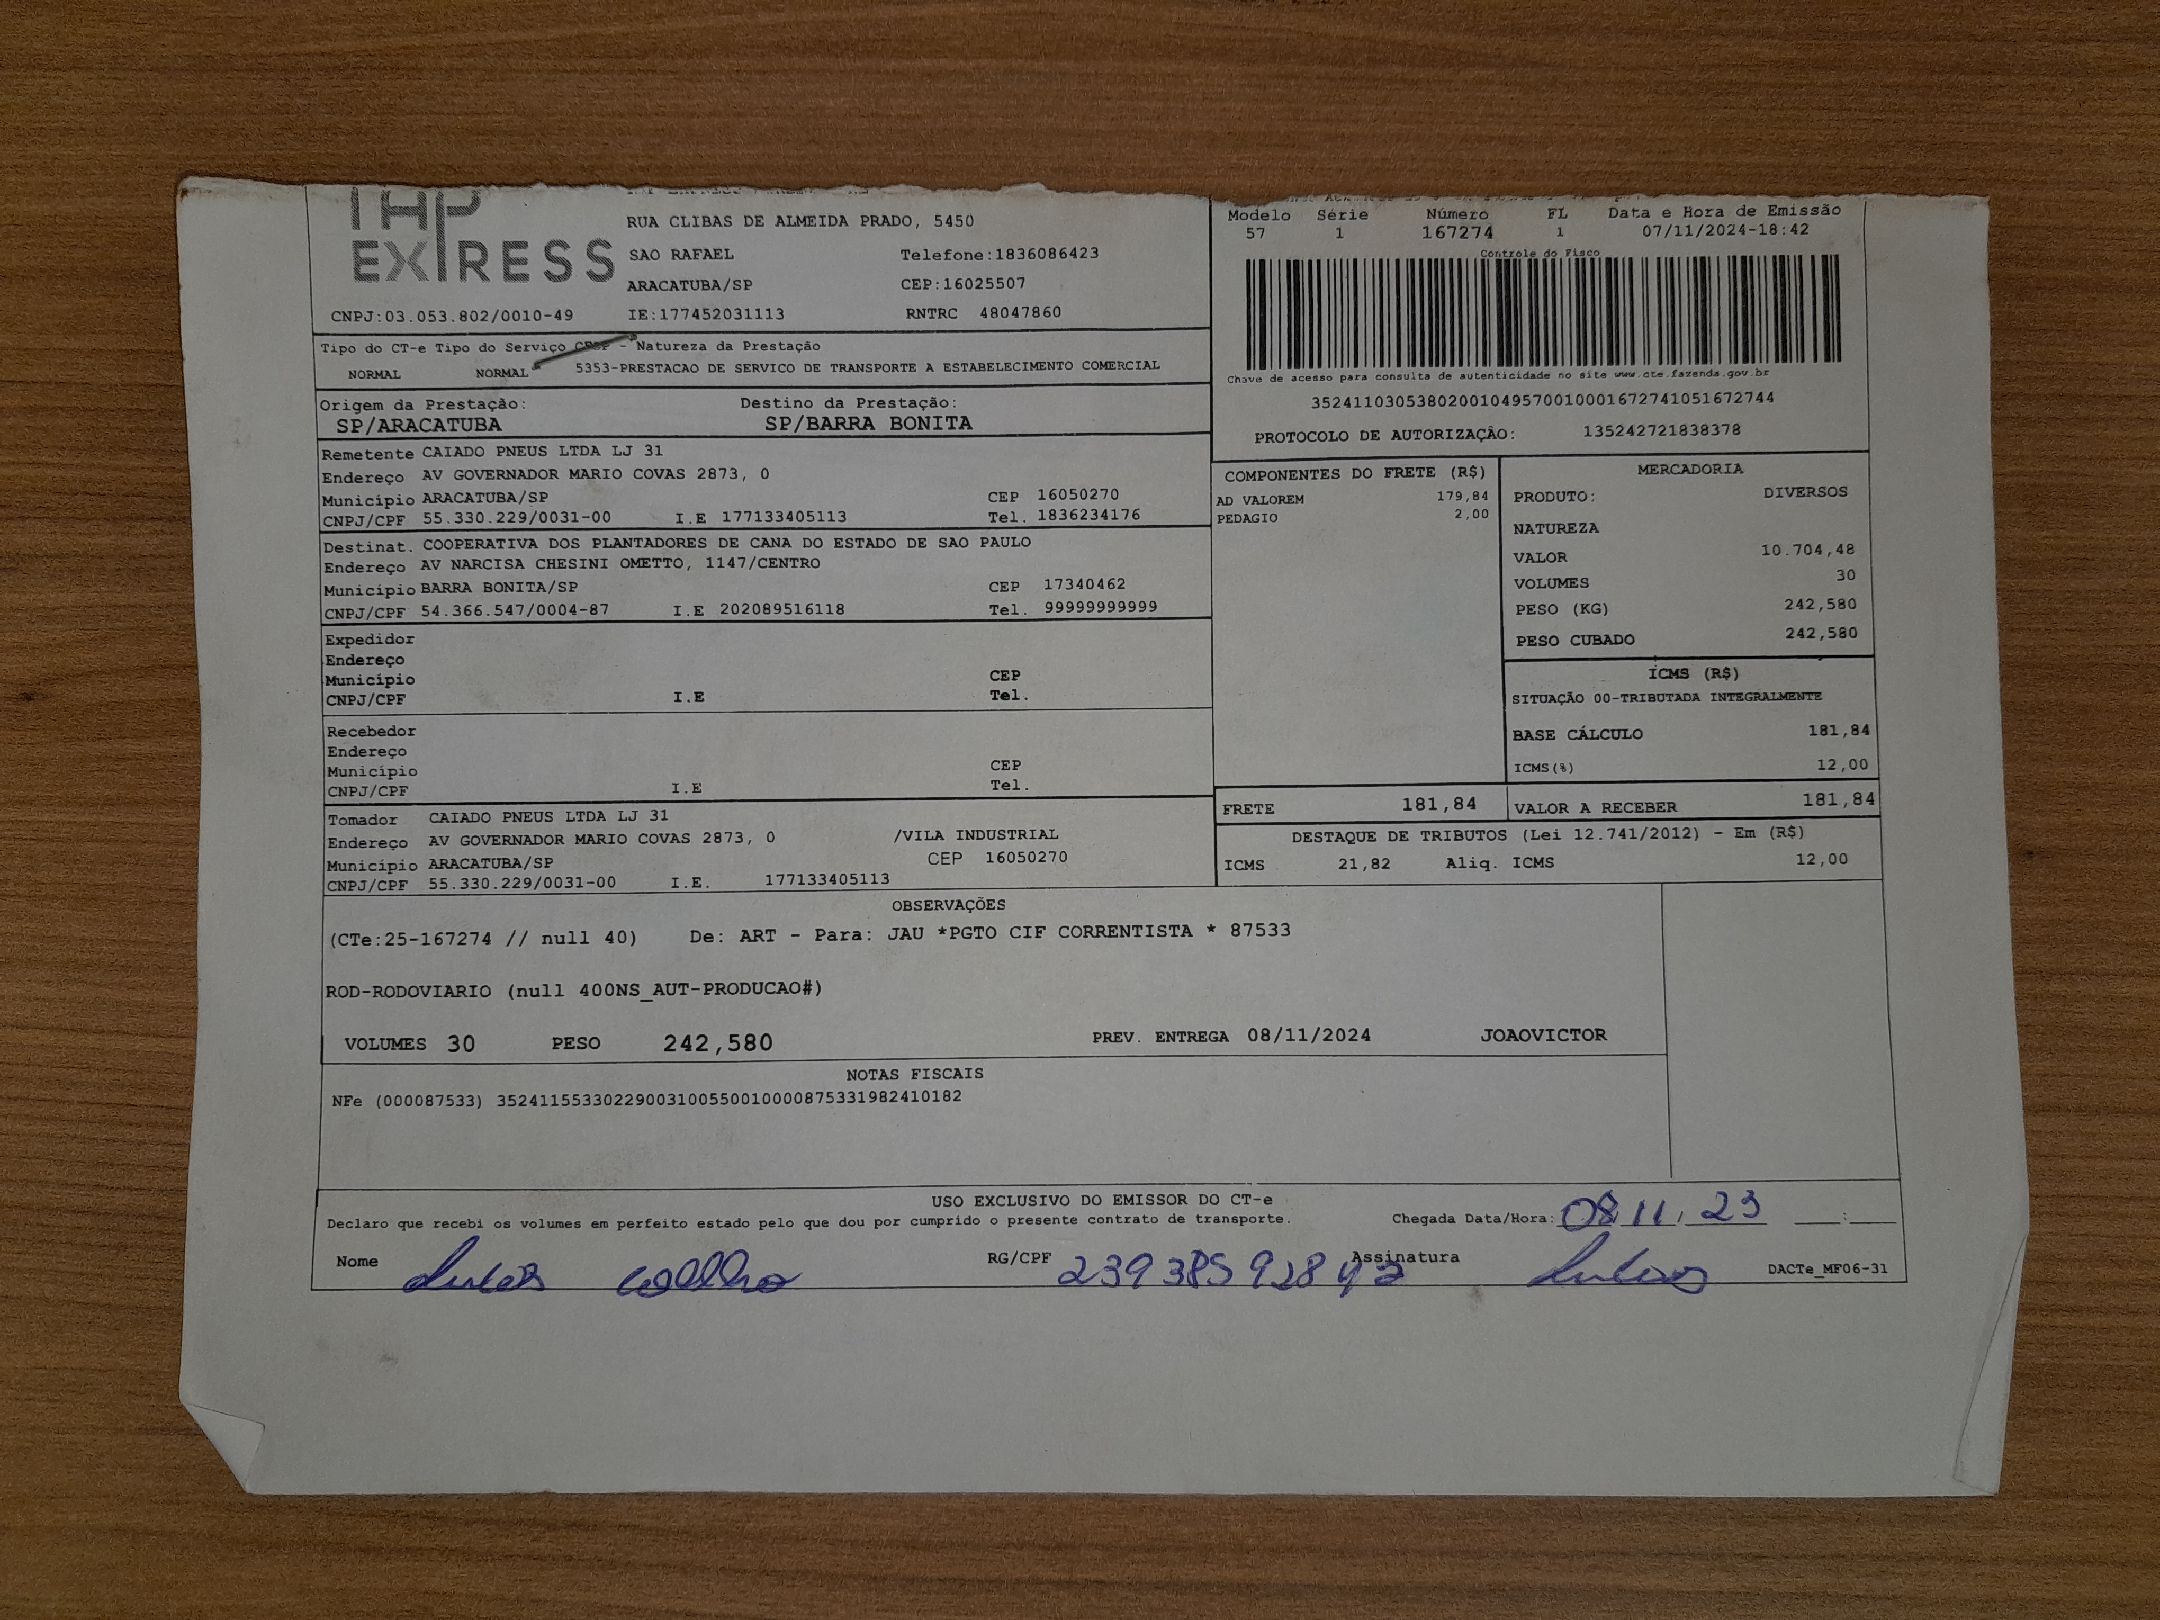 EXPRESS
RUA CLIBAS DE ALMEIDA PRADO, 5450
SAO RAFAEL Telefone:1836086423
ARACATUBA/SP CEP:16025507
CNPJ:03.053.802/0010-49 IE:177452031113 RNTRC 48047860
Modelo Série Número FL Data e Hora de Emissão
57 1 167274 1 07/11/2024-18:42
Controle do Fisco
Chave de acesso para consulta de autenticidade no site www.cte.fazenda.gov.br
35241103053802001049570010001672741051672744
PROTOCOLO DE AUTORIZAÇÃO: 135242721838378
Tipo do CT-e Tipo do Serviço CFOP - Natureza da Prestação
NORMAL NORMAL 5353-PRESTACAO DE SERVICO DE TRANSPORTE A ESTABELECIMENTO COMERCIAL
Origem da Prestação: Destino da Prestação:
SP/ARACATUBA SP/BARRA BONITA
Remetente CAIADO PNEUS LTDA LJ 31
Endereço AV GOVERNADOR MARIO COVAS 2873, 0
Município ARACATUBA/SP CEP 16050270
CNPJ/CPF 55.330.229/0031-00 I.E 177133405113 Tel. 1836234176
Destinat. COOPERATIVA DOS PLANTADORES DE CANA DO ESTADO DE SAO PAULO
Endereço AV NARCISA CHESINI OMETTO, 1147/CENTRO
Município BARRA BONITA/SP CEP 17340462
CNPJ/CPF 54.366.547/0004-87 I.E 202089516118 Tel. 99999999999
Expedidor
Endereço
Município CEP
CNPJ/CPF I.E Tel.
Recebedor
Endereço
Município CEP
CNPJ/CPF I.E Tel.
Tomador CAIADO PNEUS LTDA LJ 31
Endereço AV GOVERNADOR MARIO COVAS 2873, 0 /VILA INDUSTRIAL
Município ARACATUBA/SP CEP 16050270
CNPJ/CPF 55.330.229/0031-00 I.E. 177133405113
COMPONENTES DO FRETE (R$)
AD VALOREM 179,84
PEDAGIO 2,00
MERCADORIA
PRODUTO: DIVERSOS
NATUREZA
VALOR 10.704,48
VOLUMES 30
PESO (KG) 242,580
PESO CUBADO 242,580
ICMS (R$)
SITUAÇÃO 00-TRIBUTADA INTEGRALMENTE
BASE CÁLCULO 181,84
ICMS(%) 12,00
FRETE 181,84 VALOR A RECEBER 181,84
DESTAQUE DE TRIBUTOS (Lei 12.741/2012) - Em (R$)
ICMS 21,82 Aliq. ICMS 12,00
OBSERVAÇÕES
(CTe:25-167274 // null 40) De: ART - Para: JAU *PGTO CIF CORRENTISTA * 87533
ROD-RODOVIARIO (null 400NS_AUT-PRODUCAO#)
VOLUMES 30 PESO 242,580 PREV. ENTREGA 08/11/2024 JOAOVICTOR
NOTAS FISCAIS
NFe (000087533) 35241155330229003100550010000875331982410182
USO EXCLUSIVO DO EMISSOR DO CT-e
Declaro que recebi os volumes em perfeito estado pelo que dou por cumprido o presente contrato de transporte. Chegada Data/Hora: 08/11/23 __:__
Nome Lucas Coelho RG/CPF 239385928 Assinatura Lucas DACTe_MF06-31